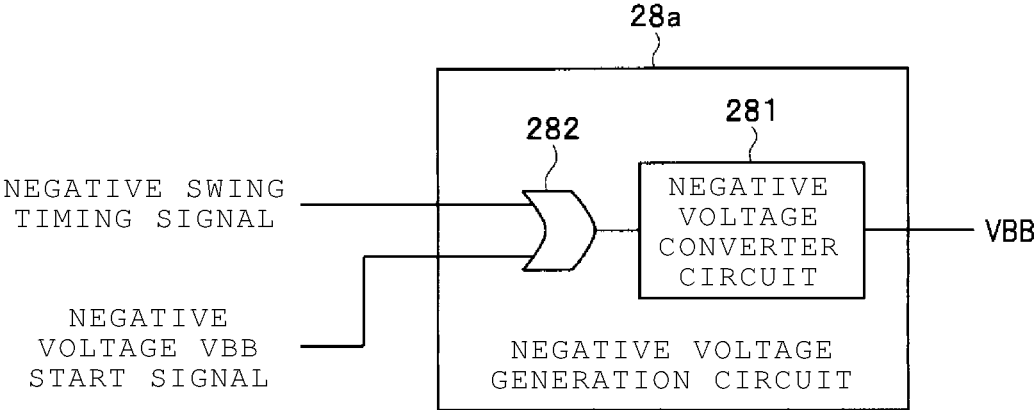 28a
282
281
NEGATIVE SWING
TIMING SIGNAL
NEGATIVE
VOLTAGE
CONVERTER
CIRCUIT
VBB
NEGATIVE
VOLTAGE VBB
START SIGNAL
NEGATIVE VOLTAGE
GENERATION CIRCUIT